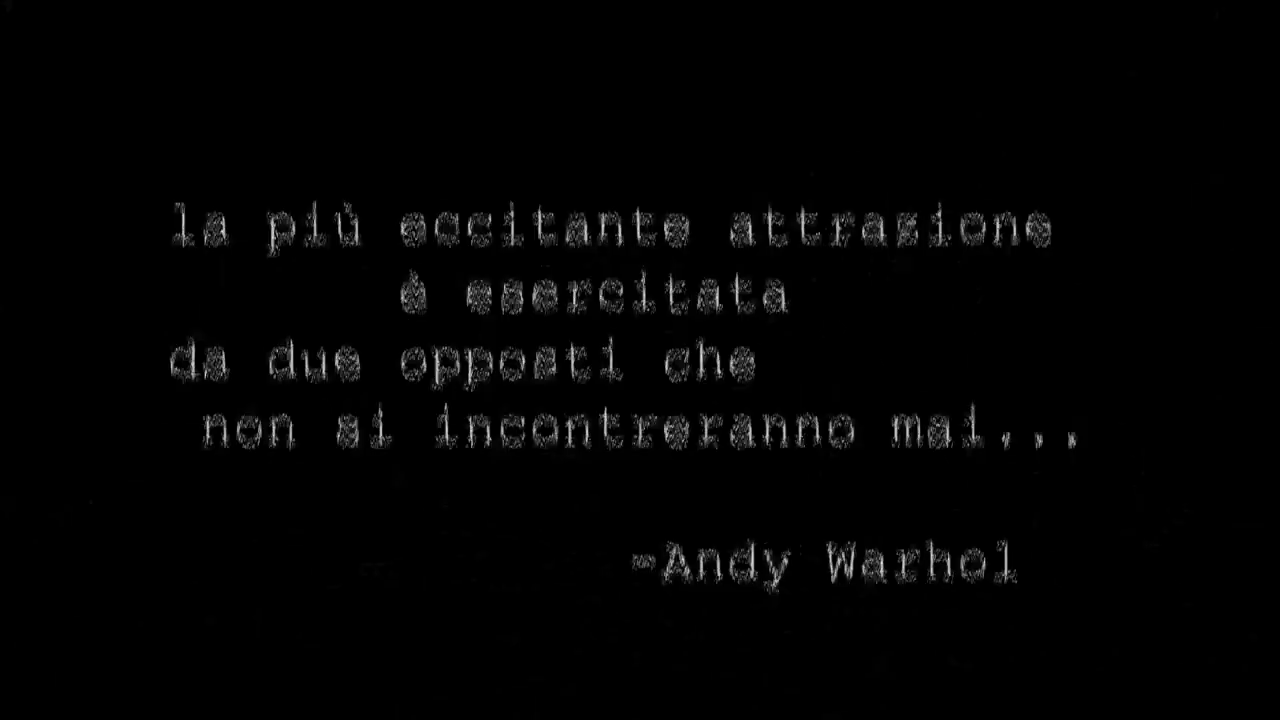 la più eccitante attrazione
è esercitata
da due opposti che
non si incontreranno mai...
-Andy Warhol